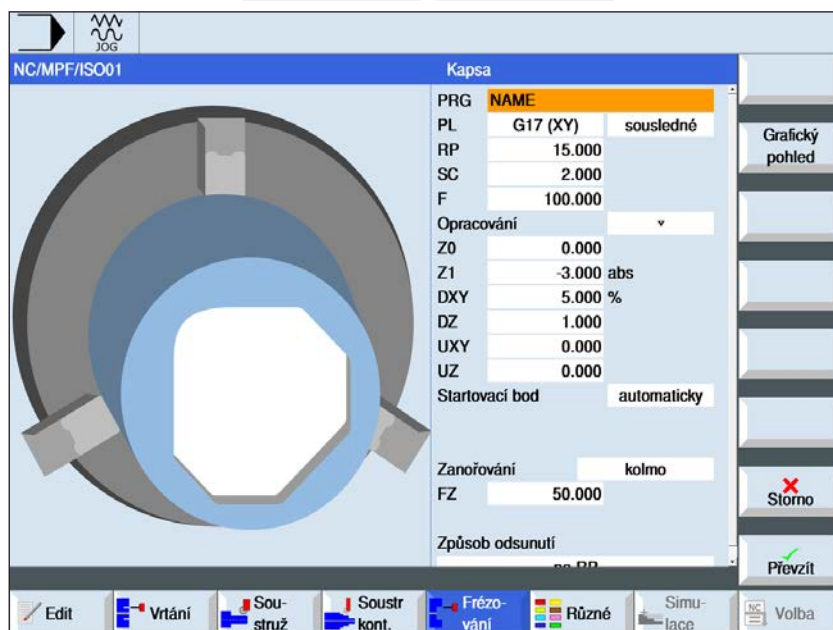 JOG
NC/MPF/ISO01
Kapsa
PRG NAME
PL G17 (XY) sousledné
RP 15.000
SC 2.000
F 100.000
Opracování ▿
Z0 0.000
Z1 -3.000 abs
DXY 5.000 %
DZ 1.000
UXY 0.000
UZ 0.000
Startovací bod automaticky
Zanořování kolmo
FZ 50.000
Způsob odsunutí
na RP
Grafický
pohled
Storno
Převzít
Edit
Vrtání
Sou-
struž
Soustr
kont.
Frézo-
vání
Různé
Simu-
lace
NC
Volba